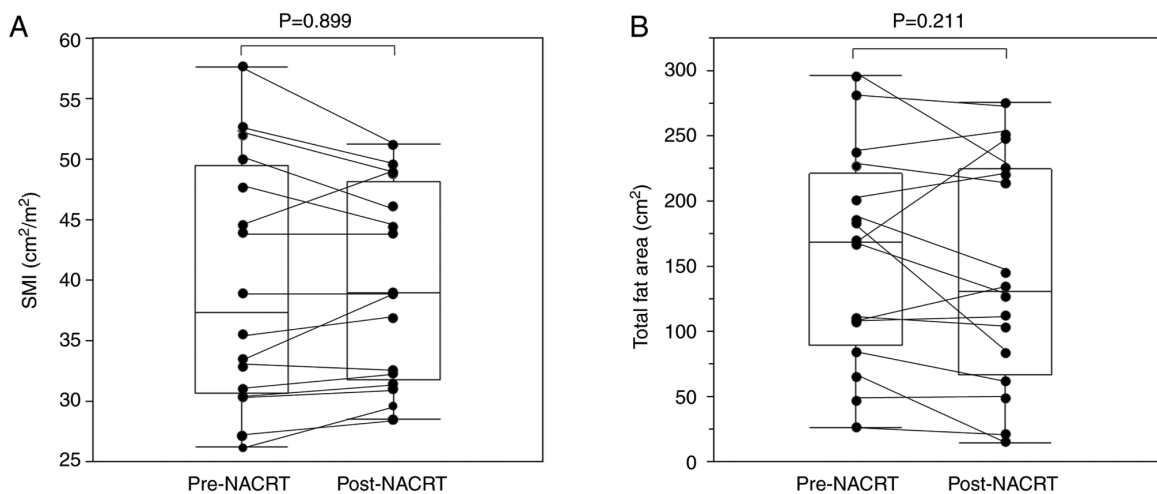 A
P=0.899
SMI (cm²/m²)
60
55
50
45
40
35
30
25
Pre-NACRT
Post-NACRT
B
P=0.211
Total fat area (cm²)
300
250
200
150
100
50
0
Pre-NACRT
Post-NACRT